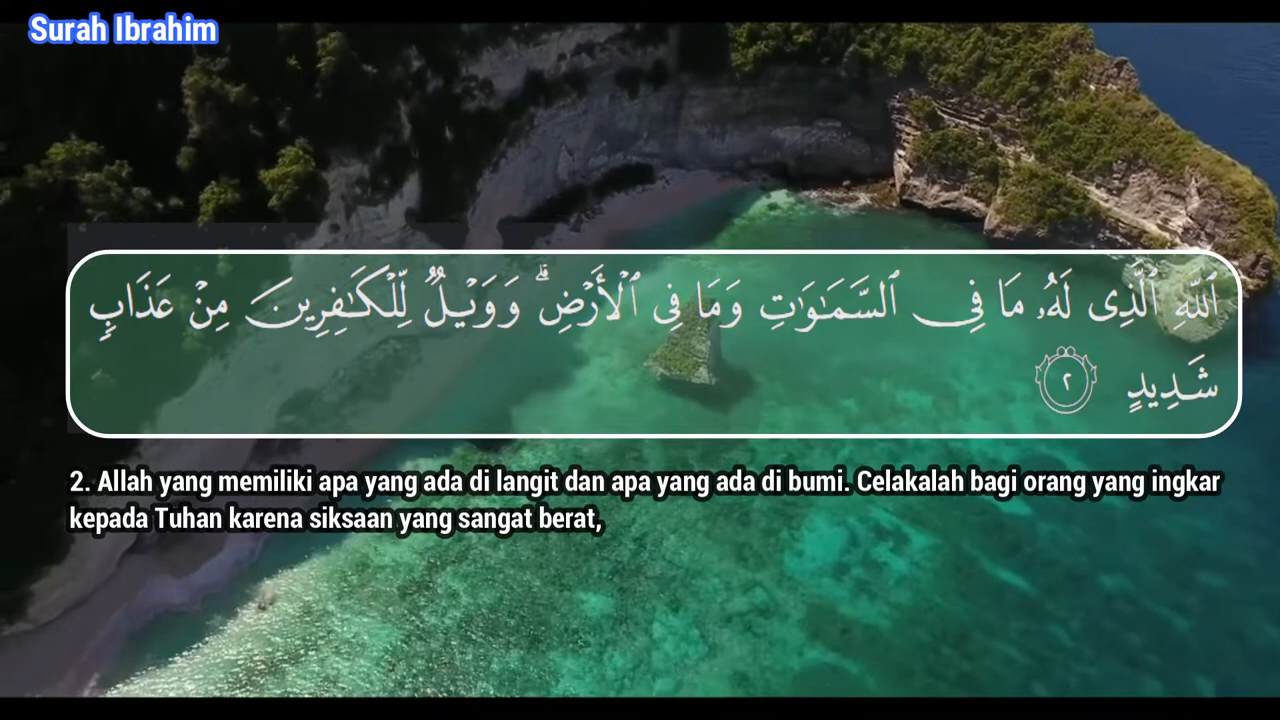 Surah Ibrahim
ٱللَّهِ ٱلَّذِى لَهُۥ مَا فِى ٱلسَّمَـٰوَٰتِ وَمَا فِى ٱلْأَرْضِ ۗ وَوَيْلٌ لِّلْكَـٰفِرِينَ مِنْ عَذَابٍ
شَدِيدٍ ٢
2. Allah yang memiliki apa yang ada di langit dan apa yang ada di bumi. Celakalah bagi orang yang ingkar
kepada Tuhan karena siksaan yang sangat berat,